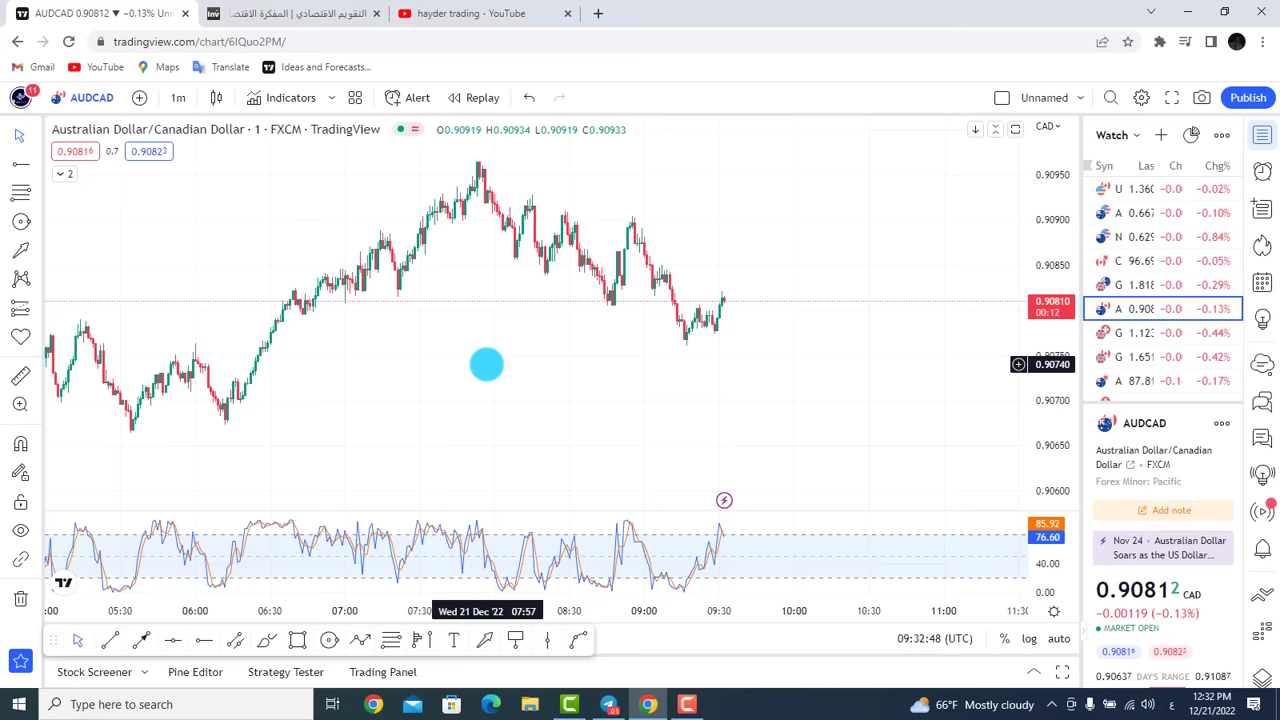 AUDCAD 0.90812 ▼ −0.13% Un
التقويم الاقتصادي | المفكرة الاقتصا
hayder trading - YouTube
tradingview.com/chart/6IQuo2PM/
Gmail
YouTube
Maps
Translate
Ideas and Forecasts...
11
AUDCAD
1m
Indicators
Alert
Replay
Unnamed
Publish
Australian Dollar/Canadian Dollar · 1 · FXCM · TradingView
O0.90919 H0.90934 L0.90919 C0.90933
CAD
0.90816 0.7 0.90823
2
0.90950
0.90900
0.90850
0.90810
00:12
0.90750
0.90740
0.90700
0.90650
0.90600
85.92
76.60
40.00
0.00
:00 05:30 06:00 06:30 07:00 07:30 Wed 21 Dec '22 07:57 08:30 09:00 09:30 10:00 10:30 11:00 11:30
09:32:48 (UTC)
% log auto
Stock Screener
Pine Editor
Strategy Tester
Trading Panel
Watch
Syn Las Ch Chg%
U 1.360 −0.0 −0.02%
A 0.667 −0.0 −0.10%
N 0.629 −0.0 −0.84%
C 96.69 −0.0 −0.05%
G 1.818 −0.0 −0.29%
A 0.908 −0.0 −0.13%
G 1.123 −0.0 −0.44%
G 1.651 −0.0 −0.42%
A 87.81 −0.1 −0.17%
AUDCAD
Australian Dollar/Canadian
Dollar · FXCM
Forex Minor: Pacific
Add note
Nov 24 · Australian Dollar
Soars as the US Dollar...
0.90812 CAD
−0.00119 (−0.13%)
MARKET OPEN
0.90816 0.90823
0.90637 DAY'S RANGE 0.91087
Type here to search
66°F Mostly cloudy
ع
12:32 PM
12/21/2022